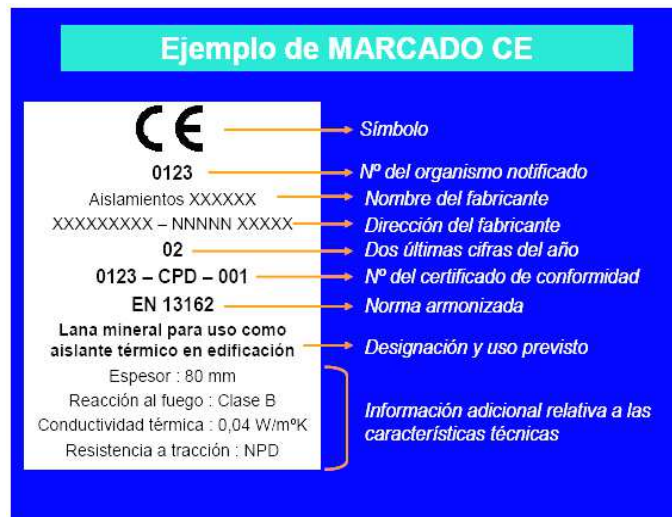 Ejemplo de MARCADO CE
CE
Símbolo
0123
Nº del organismo notificado
Aislamientos XXXXXX
Nombre del fabricante
XXXXXXXXX – NNNNN XXXXX
Dirección del fabricante
02
Dos últimas cifras del año
0123 – CPD – 001
Nº del certificado de conformidad
EN 13162
Norma armonizada
Lana mineral para uso como
aislante térmico en edificación
Designación y uso previsto
Espesor : 80 mm
Reacción al fuego : Clase B
Conductividad térmica : 0,04 W/mºK
Resistencia a tracción : NPD
Información adicional relativa a las
características técnicas